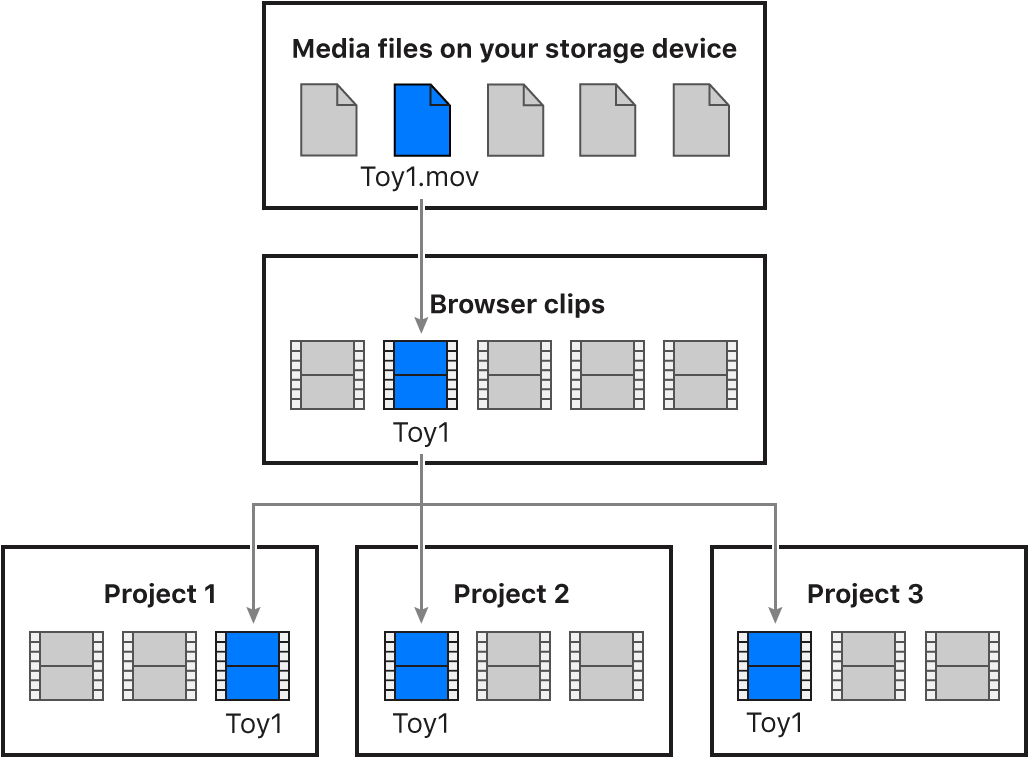 Media files on your storage device
Toy1.mov
Browser clips
Toy1
Project 1
Project 2
Project 3
Toy1
Toy1
Toy1